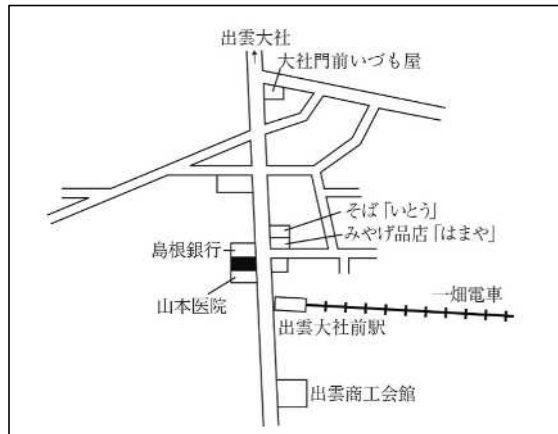 出雲大社
大社門前いづも屋
そば「いとう」
みやげ品店「はまや」
島根銀行
山本医院
一畑電車
出雲大社前駅
出雲商工会館